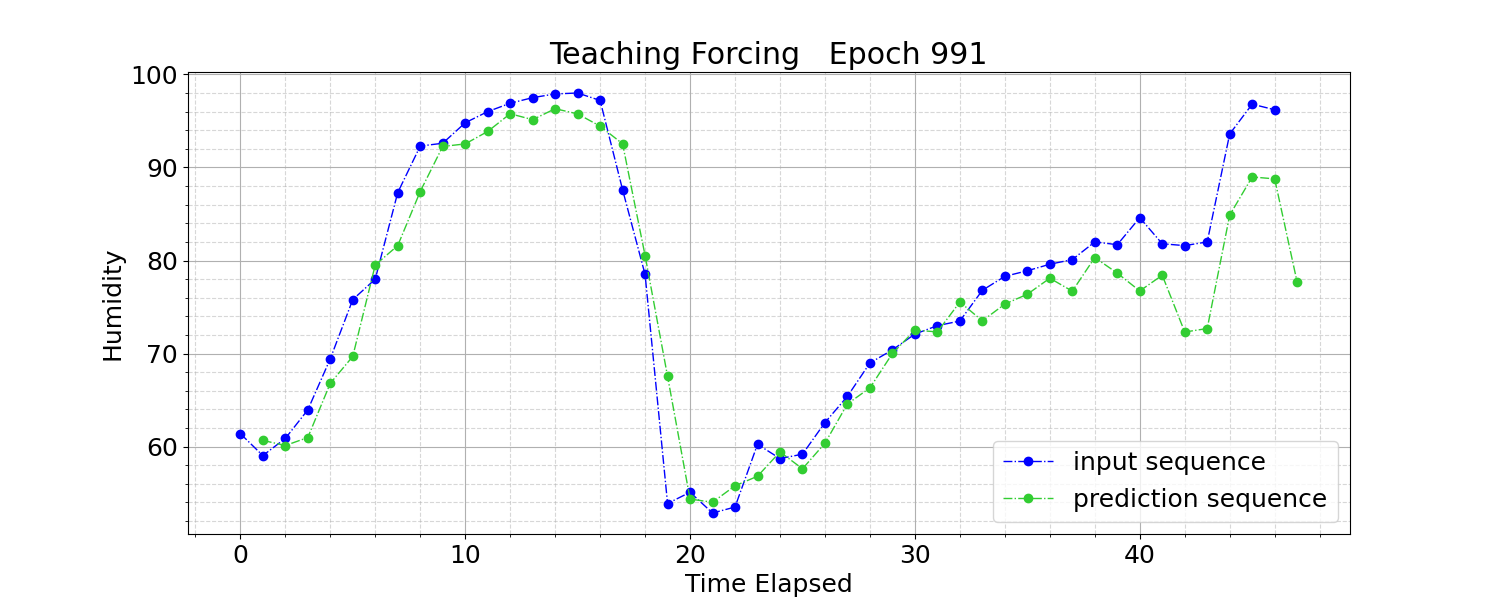 Teaching Forcing   Epoch 991
100
90
80
70
60
Humidity
0 10 20 30 40
Time Elapsed
input sequence
prediction sequence